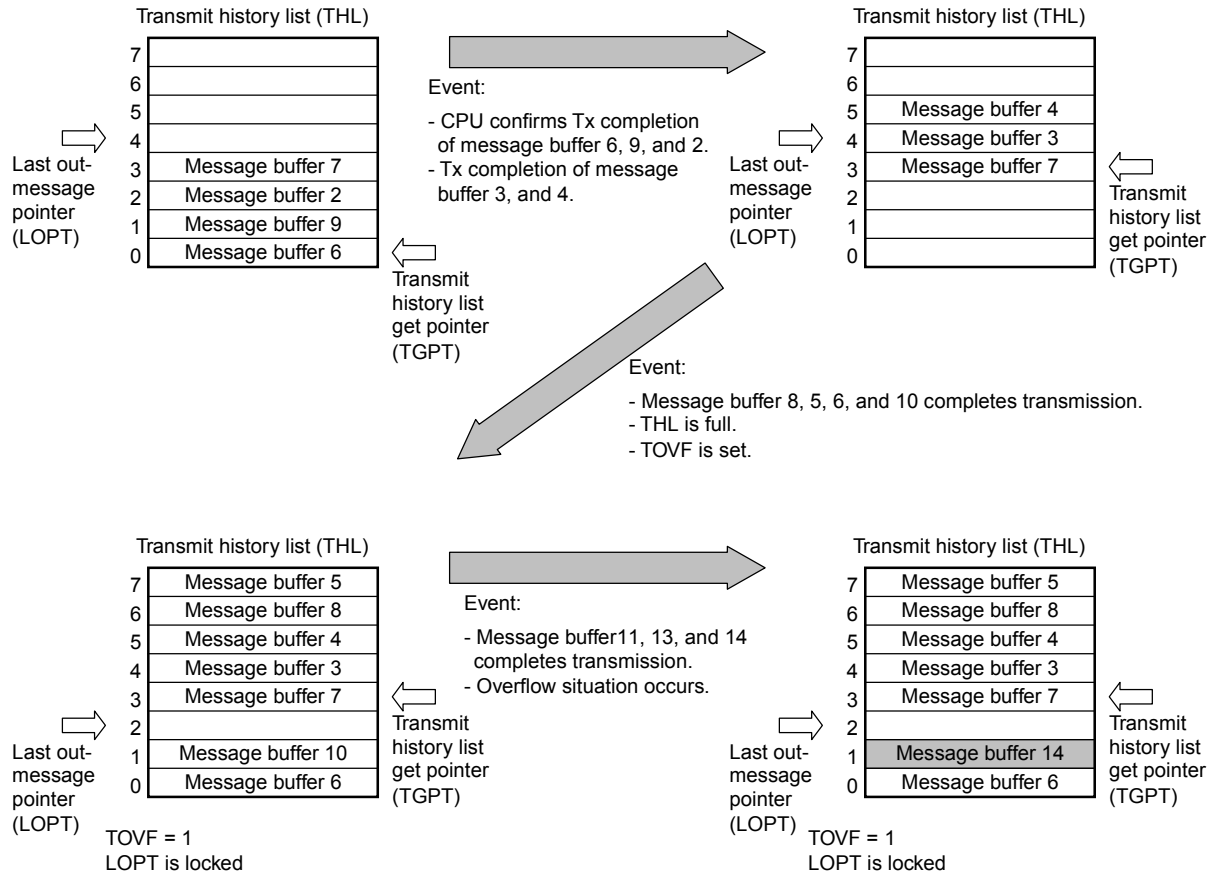 Transmit history list (THL)
7
6
5
4
3 Message buffer 7
2 Message buffer 2
1 Message buffer 9
0 Message buffer 6
Last out-
message
pointer
(LOPT)
Transmit
history list
get pointer
(TGPT)
Event:
- CPU confirms Tx completion
of message buffer 6, 9, and 2.
- Tx completion of message
buffer 3, and 4.
Transmit history list (THL)
7
6
5 Message buffer 4
4 Message buffer 3
3 Message buffer 7
2
1
0
Last out-
message
pointer
(LOPT)
Transmit
history list
get pointer
(TGPT)
Event:
- Message buffer 8, 5, 6, and 10 completes transmission.
- THL is full.
- TOVF is set.
Transmit history list (THL)
7 Message buffer 5
6 Message buffer 8
5 Message buffer 4
4 Message buffer 3
3 Message buffer 7
2
1 Message buffer 10
0 Message buffer 6
Last out-
message
pointer
(LOPT)
Transmit
history list
get pointer
(TGPT)
TOVF = 1
LOPT is locked
Event:
- Message buffer11, 13, and 14
completes transmission.
- Overflow situation occurs.
Transmit history list (THL)
7 Message buffer 5
6 Message buffer 8
5 Message buffer 4
4 Message buffer 3
3 Message buffer 7
2
1 Message buffer 14
0 Message buffer 6
Last out-
message
pointer
(LOPT)
Transmit
history list
get pointer
(TGPT)
TOVF = 1
LOPT is locked